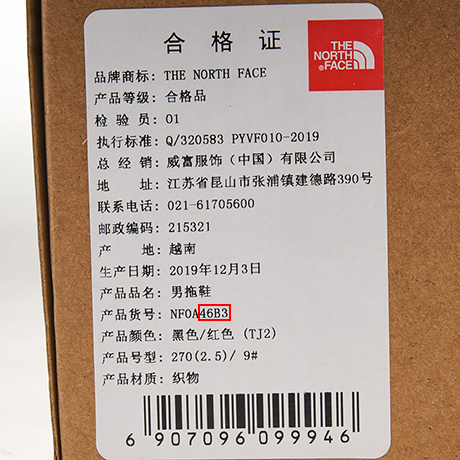 合格证
THE
NORTH
FACE
品牌商标: THE NORTH FACE
产品等级: 合格品
检 验 员: 01
执行标准: Q/320583 PYVF010-2019
总 经 销: 威富服饰(中国)有限公司
地 址: 江苏省昆山市张浦镇建德路390号
联系电话: 021-61705600
邮政编码: 215321
产 地: 越南
生产日期: 2019年12月3日
产品品名: 男拖鞋
产品货号: NF0A46B3
产品颜色: 黑色/红色 (TJ2)
产品号型: 270(2.5)/ 9#
产品材质: 织物
6 907096 099946